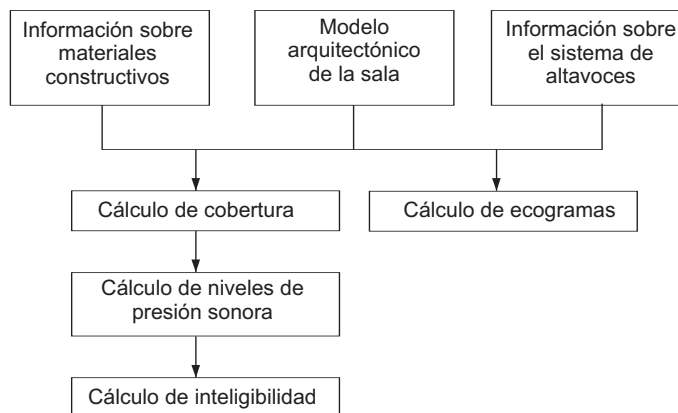 Información sobre
materiales
constructivos
Modelo
arquitectónico
de la sala
Información sobre
el sistema de
altavoces
Cálculo de cobertura
Cálculo de ecogramas
Cálculo de niveles de
presión sonora
Cálculo de inteligibilidad